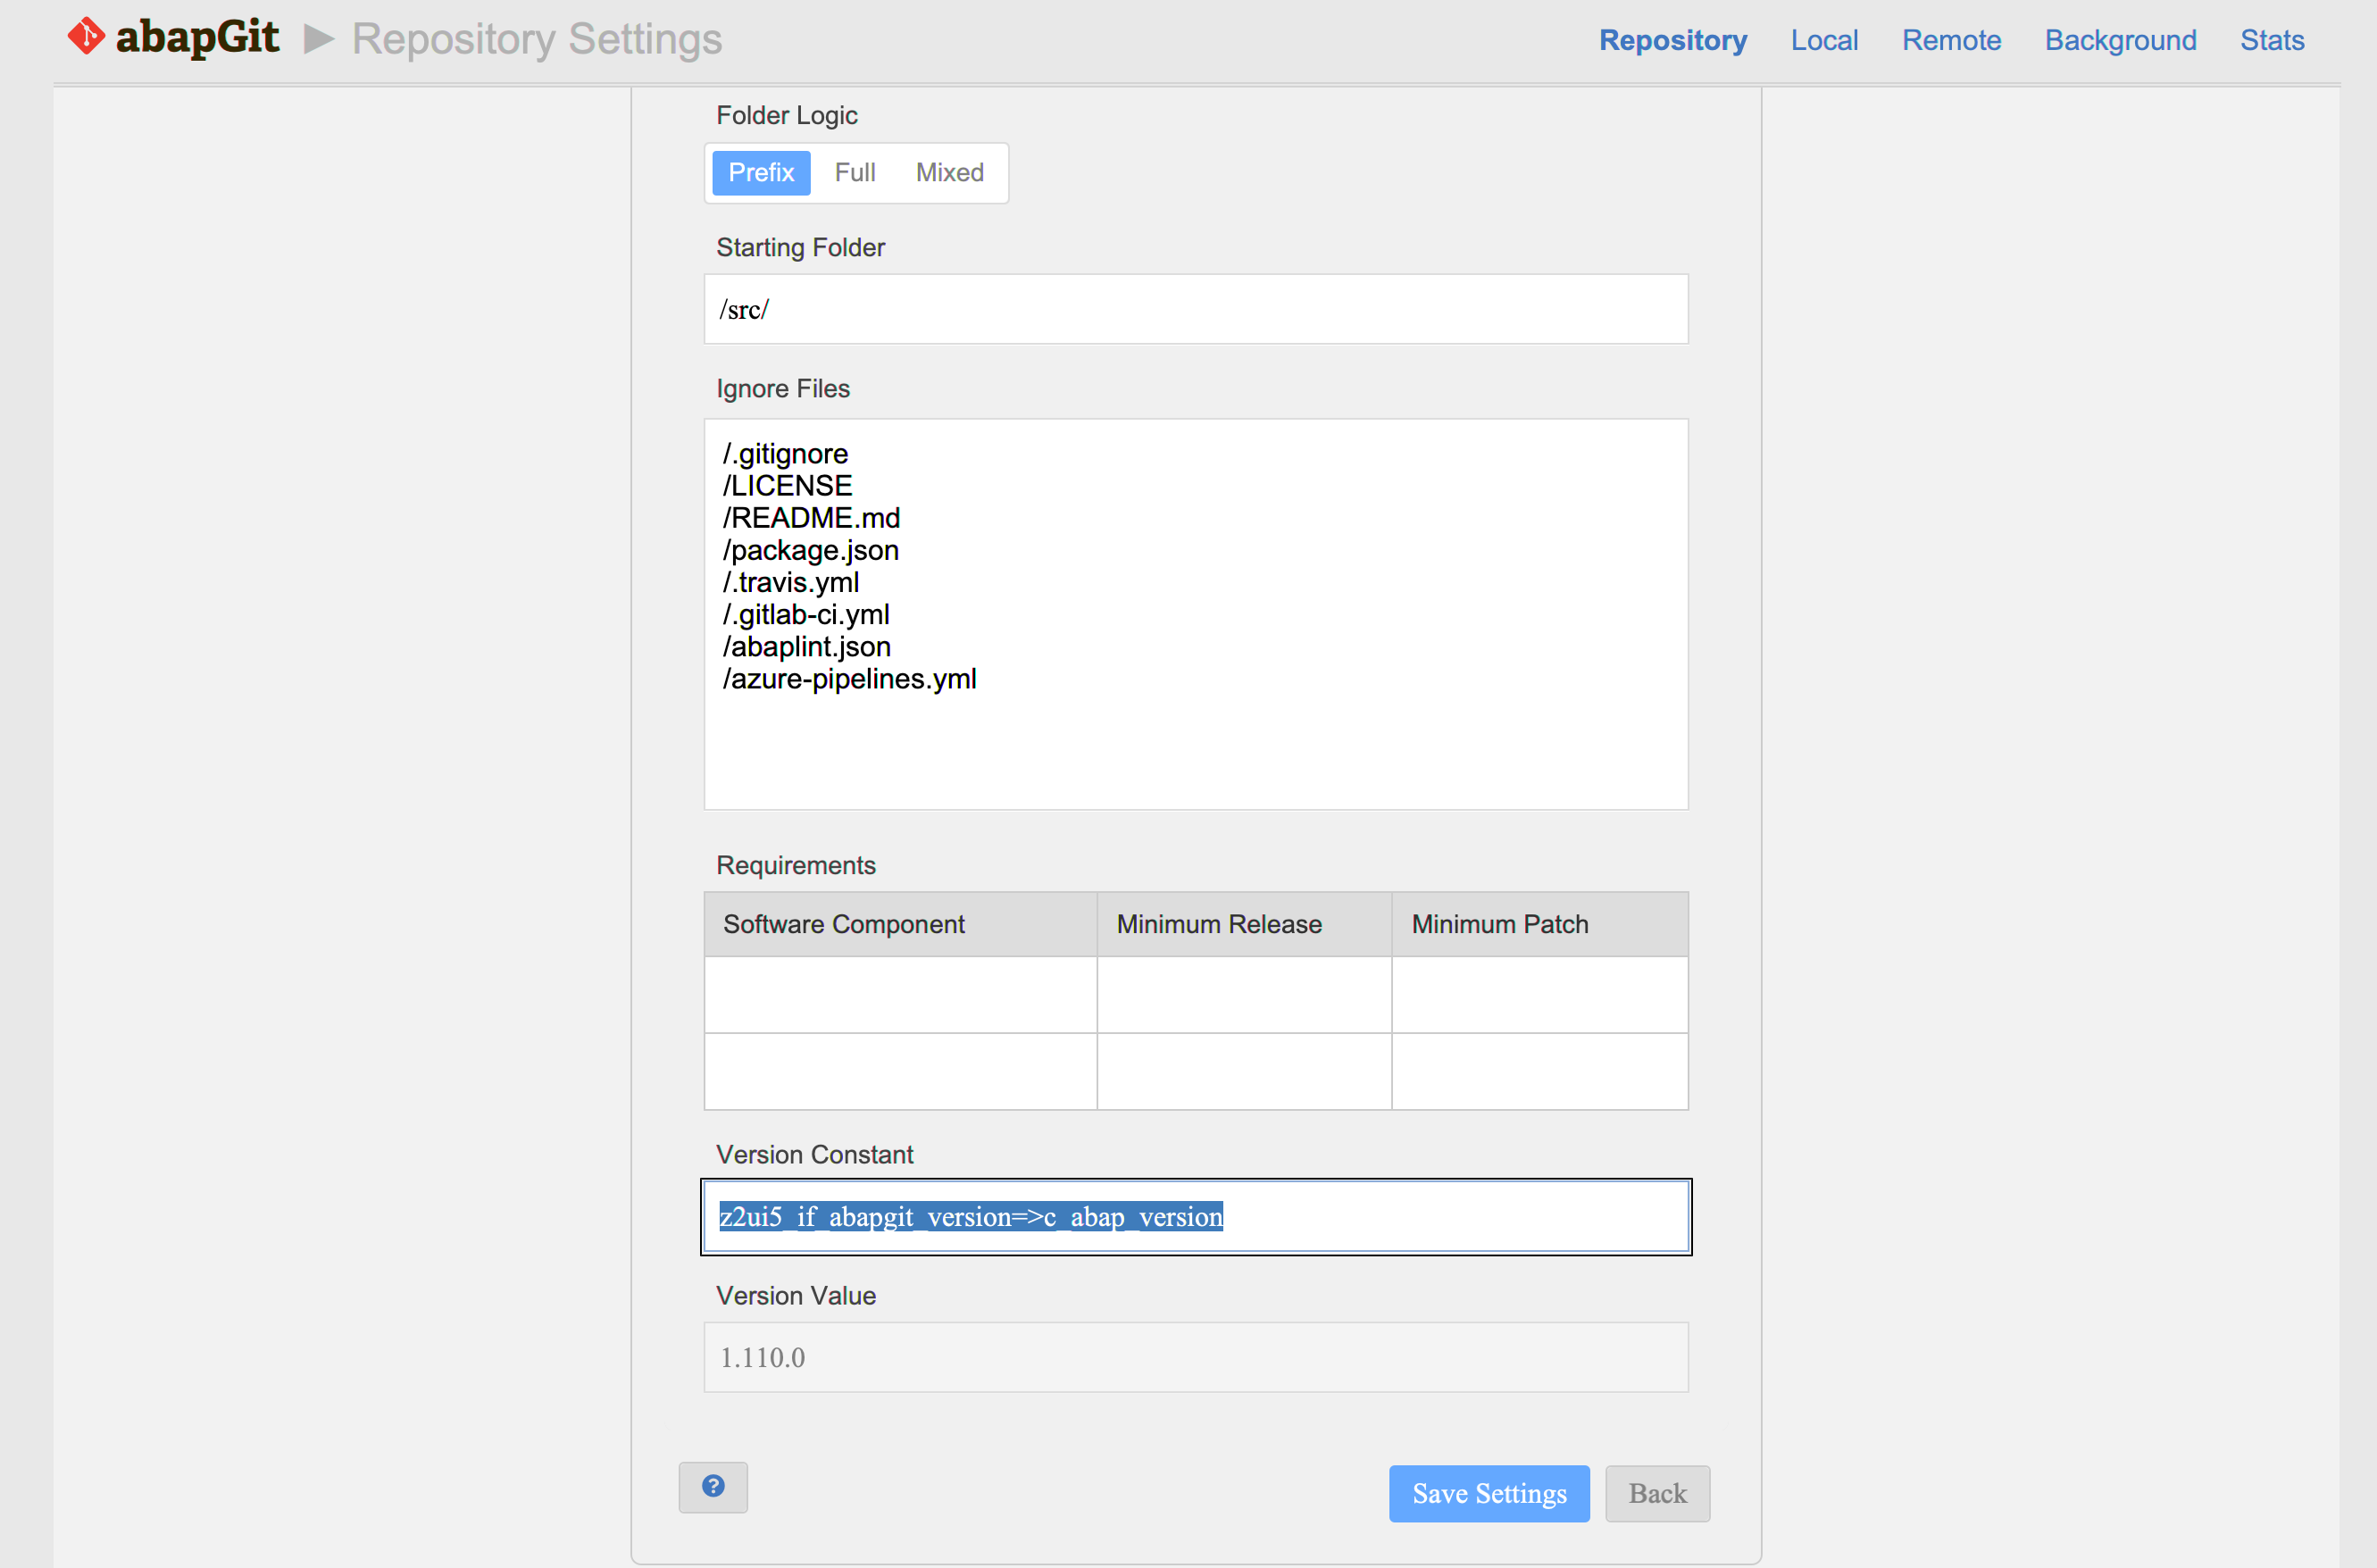 abapGit ▶ Repository Settings
Repository Local Remote Background Stats
Folder Logic
Prefix Full Mixed
Starting Folder
/src/
Ignore Files
/.gitignore
/LICENSE
/README.md
/package.json
/.travis.yml
/.gitlab-ci.yml
/abaplint.json
/azure-pipelines.yml
Requirements
Software Component Minimum Release Minimum Patch
Version Constant
z2ui5_if_abapgit_version=>c_abap_version
Version Value
1.110.0
?
Save Settings Back